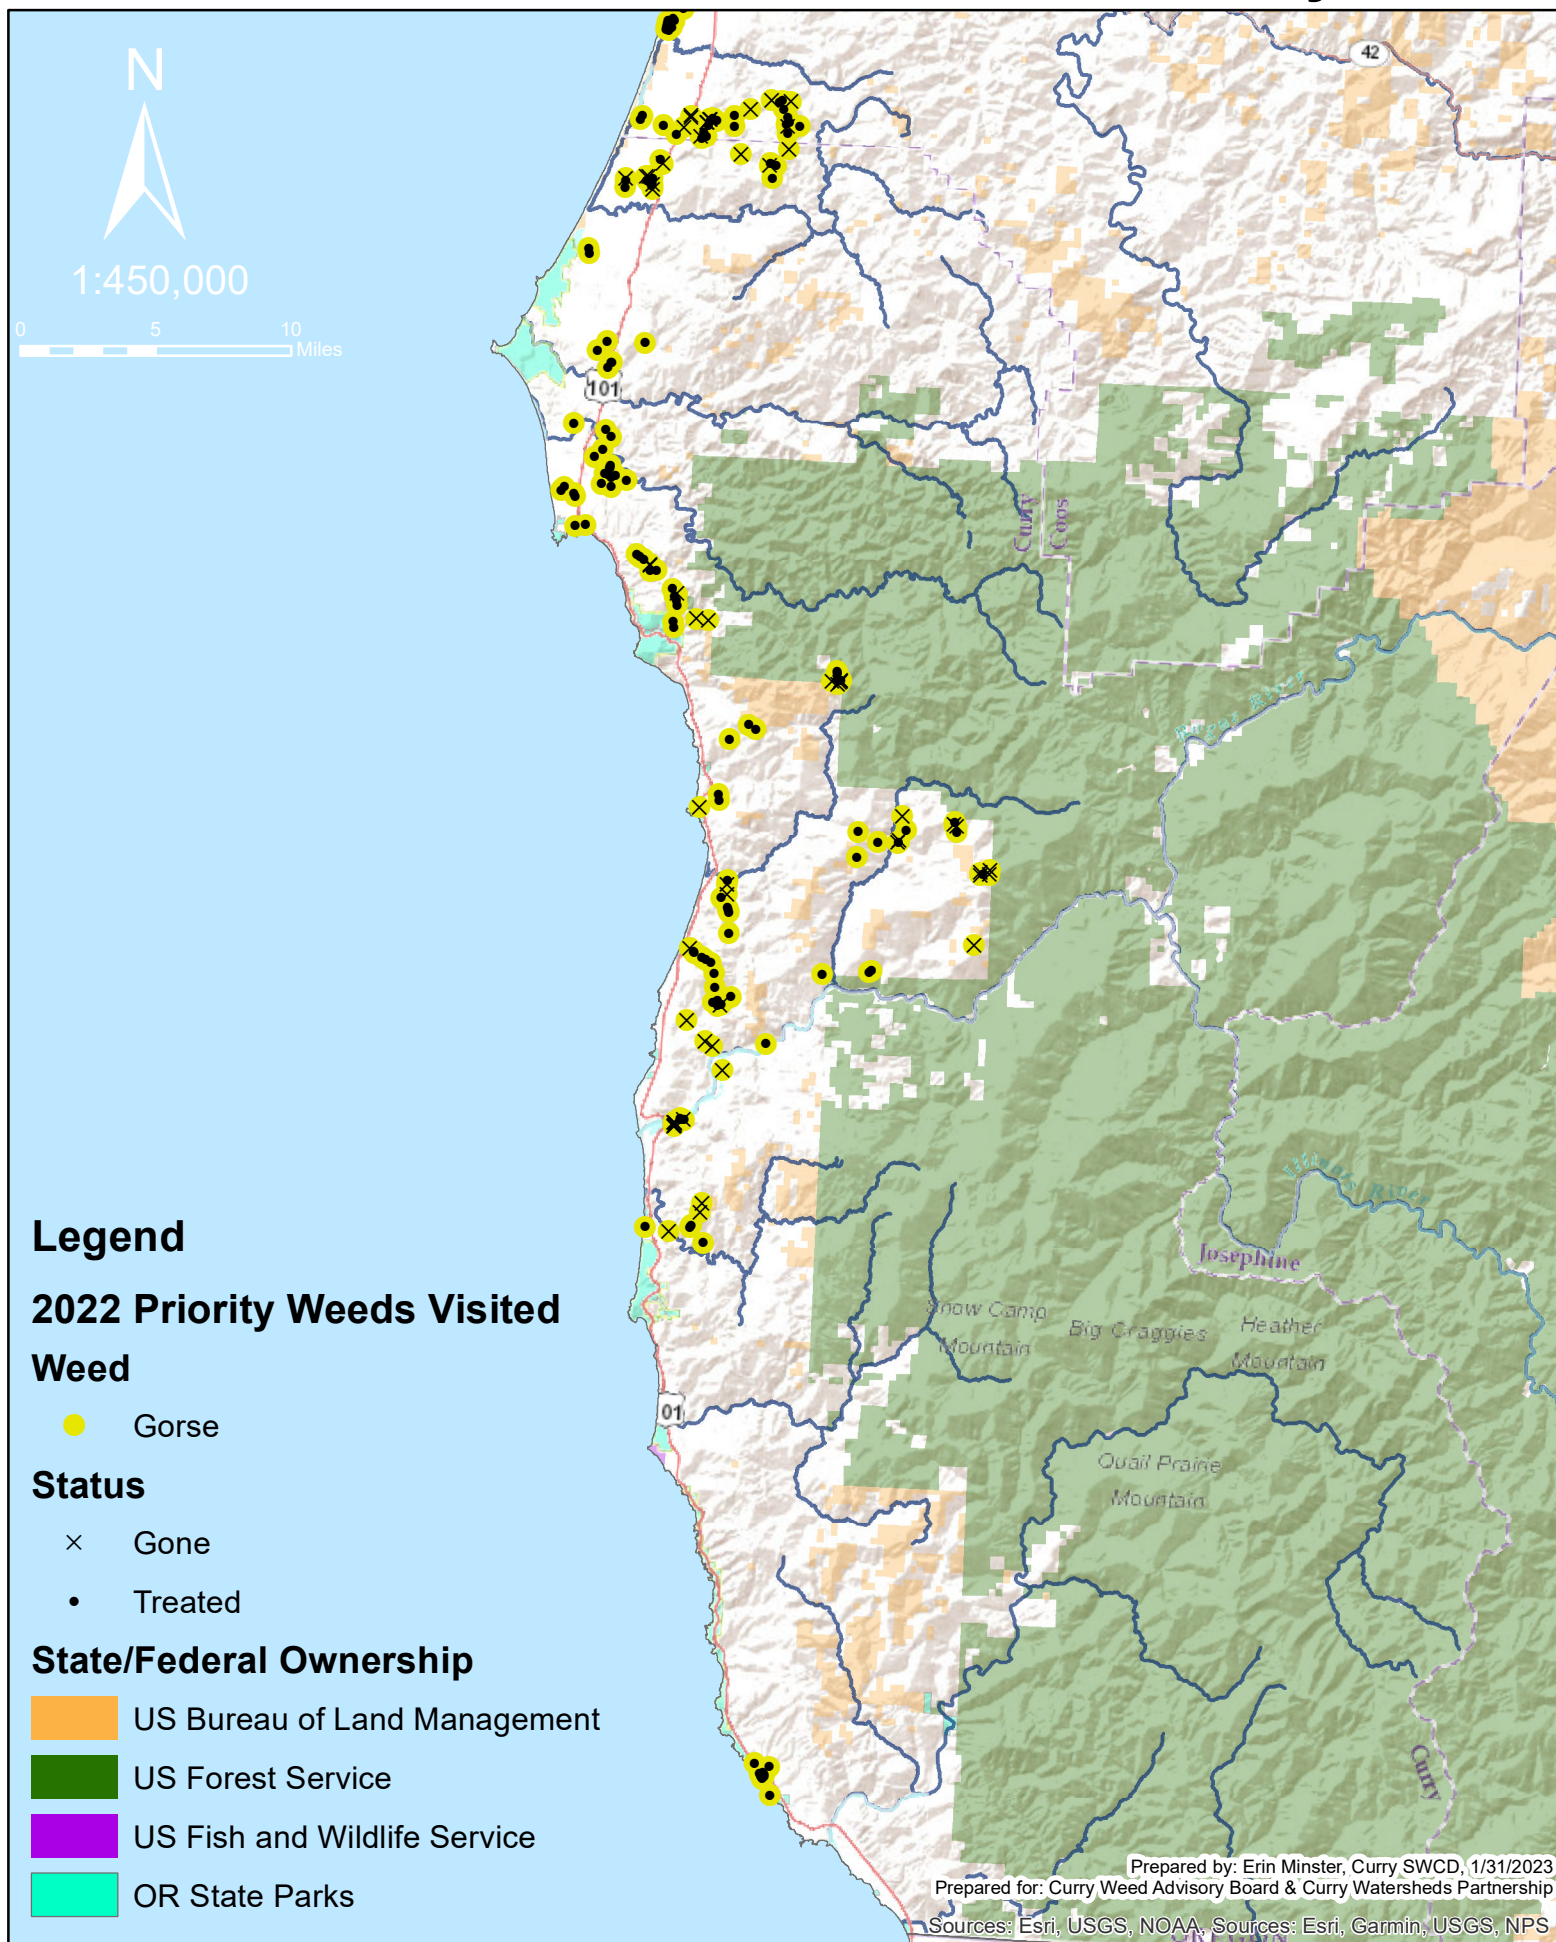 N
1:450,000
0 5 10
Miles
42
101
Curry
Coos
Rogue River
Illinois River
Josephine
Snow Camp
Mountain
Big Craggies
Heather
Mountain
01
Quail Prairie
Mountain
Curry
Legend
2022 Priority Weeds Visited
Weed
Gorse
Status
Gone
Treated
State/Federal Ownership
US Bureau of Land Management
US Forest Service
US Fish and Wildlife Service
OR State Parks
Prepared by: Erin Minster, Curry SWCD, 1/31/2023
Prepared for: Curry Weed Advisory Board & Curry Watersheds Partnership
Sources: Esri, USGS, NOAA, Sources: Esri, Garmin, USGS, NPS